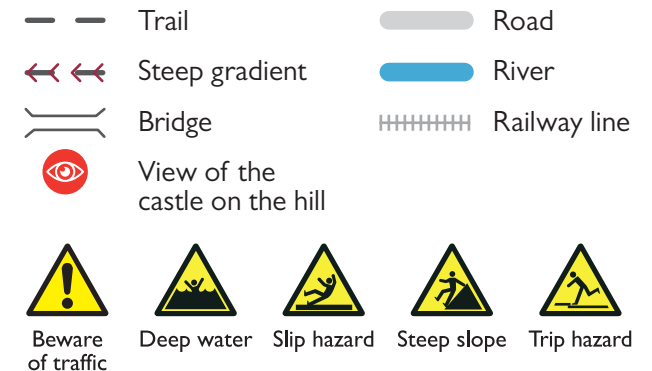 Trail
Road
Steep gradient
River
Bridge
Railway line
View of the
castle on the hill
Beware
of traffic
Deep water
Slip hazard
Steep slope
Trip hazard